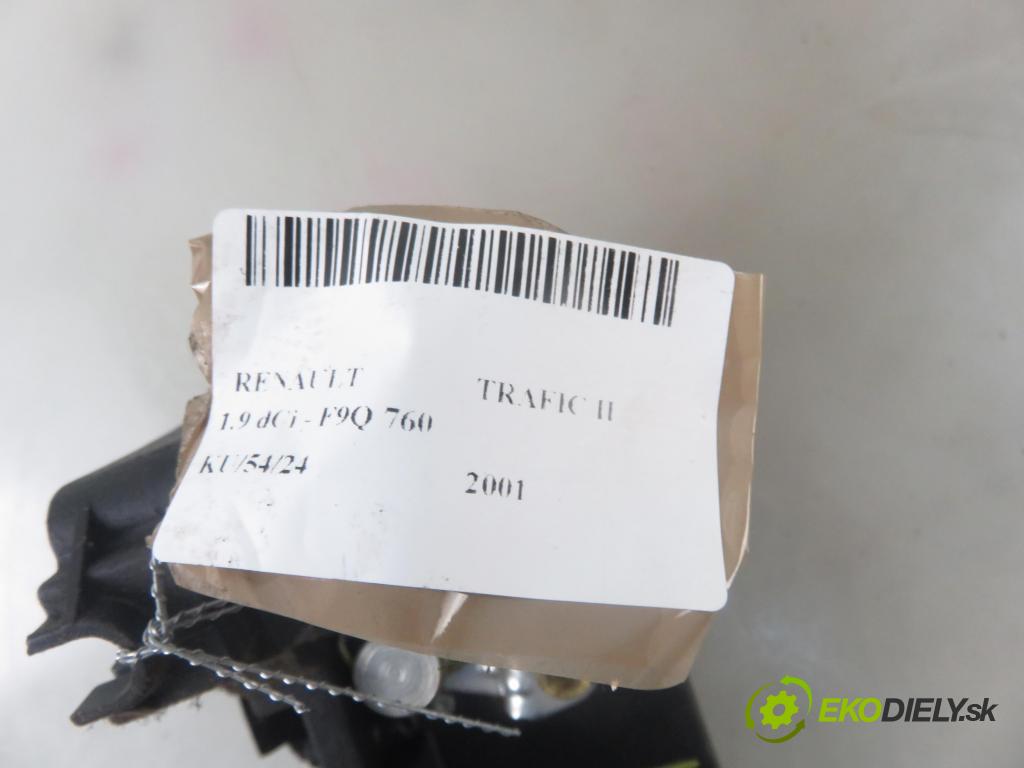 RENAULT TRAFIC II
1.9 dCi - F9Q 760
KU/54/24 2001
EKODIELY.sk